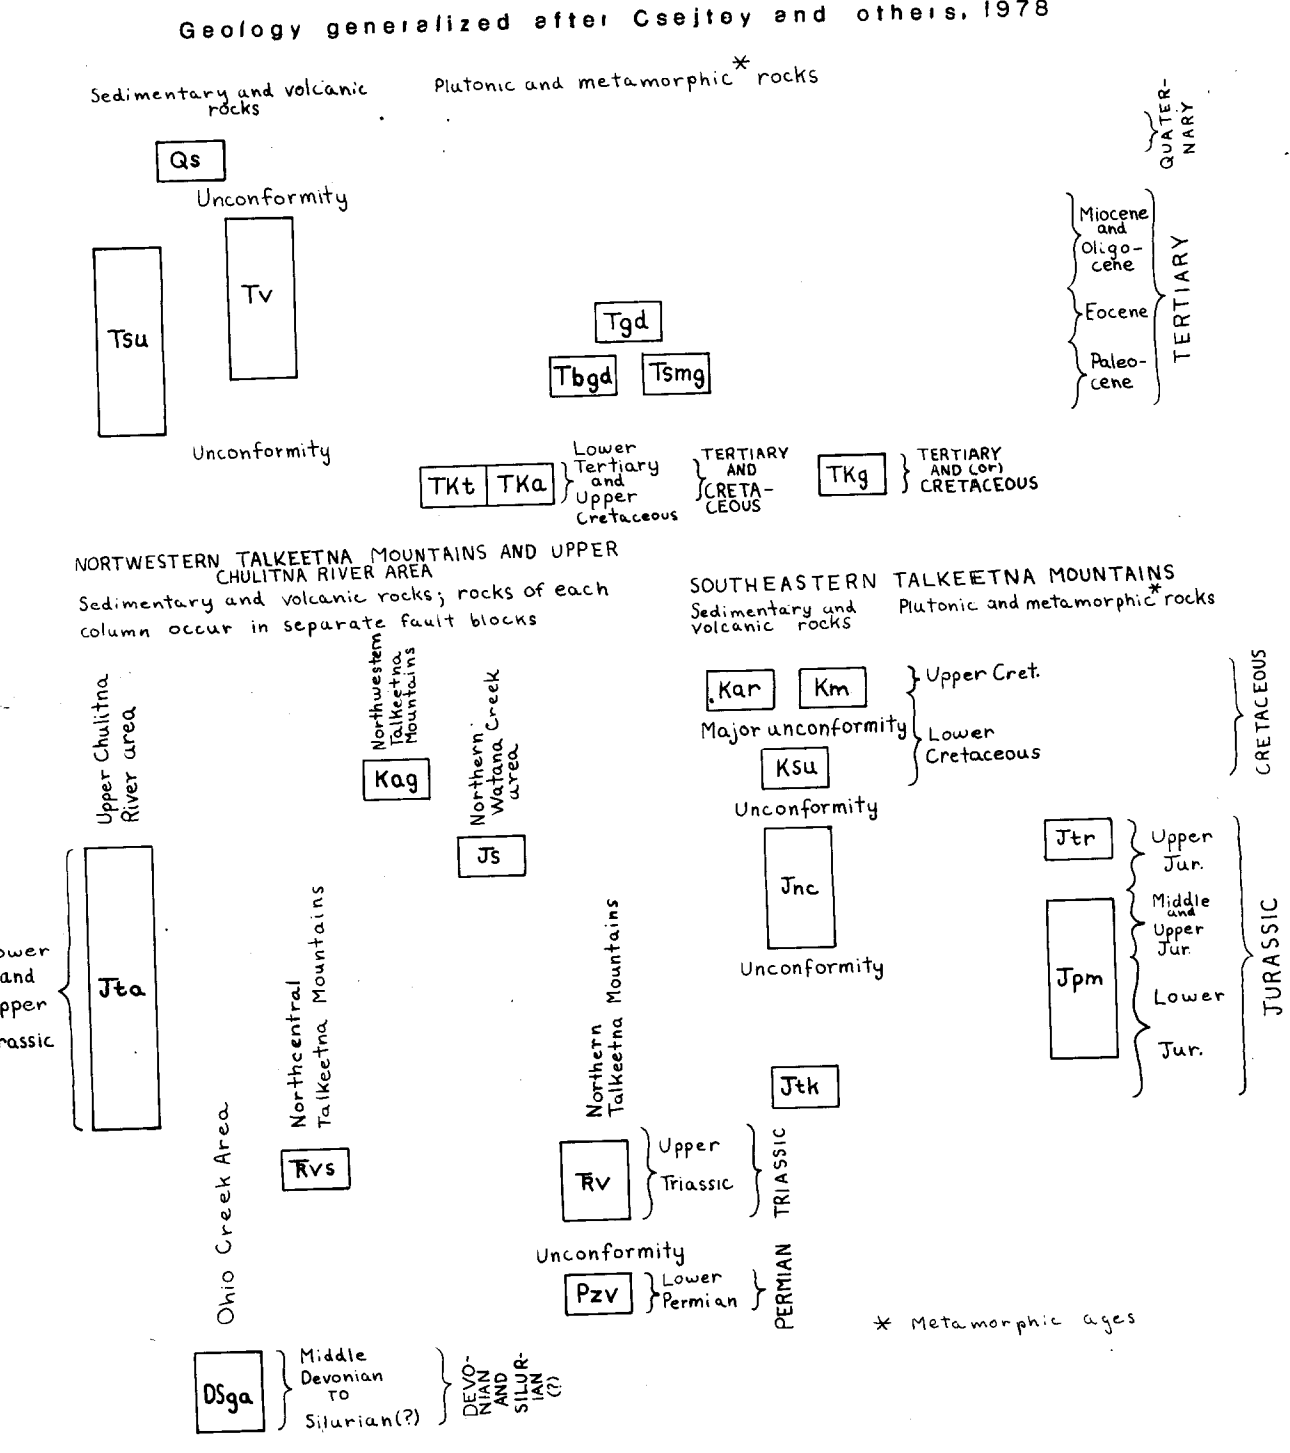 Geology generalized after Csejtey and others, 1978
Sedimentary and volcanic
rocks
Plutonic and metamorphic* rocks
QUATER-
NARY
Qs
Unconformity
Tv
Tsu
Tgd
Tbgd
Tsmg
Miocene
and
Oligo-
cene
Eocene
Paleo-
cene
TERTIARY
Unconformity
TKt
TKa
Lower
Tertiary
and
Upper
Cretaceous
TERTIARY
AND
CRETA-
CEOUS
TKg
TERTIARY
AND (or)
CRETACEOUS
NORTWESTERN TALKEETNA MOUNTAINS AND UPPER
CHULITNA RIVER AREA
Sedimentary and volcanic rocks; rocks of each
column occur in separate fault blocks
SOUTHEASTERN TALKEETNA MOUNTAINS
Sedimentary and
volcanic rocks
Plutonic and metamorphic* rocks
Upper Chulitna
River area
Northwestern
Talkeetna
Mountains
Kag
Northern
Watana Creek
area
Js
Kar
Km
Upper Cret.
Major unconformity
Lower
Cretaceous
Ksu
CRETACEOUS
Unconformity
Jnc
Unconformity
Jtr
Upper
Jur.
Middle
and
Upper
Jur.
Jpm
Lower
Jur.
JURASSIC
Jtk
ower
and
pper
rassic
Jta
Northcentral
Talkeetna Mountains
TRvs
Northern
Talkeetna Mountains
TRv
Upper
Triassic
TRIASSIC
Unconformity
Pzv
Lower
Permian
PERMIAN
Ohio Creek Area
DSga
Middle
Devonian
TO
Silurian(?)
DEVO-
NIAN
AND
SILUR-
IAN
(?)
* Metamorphic ages